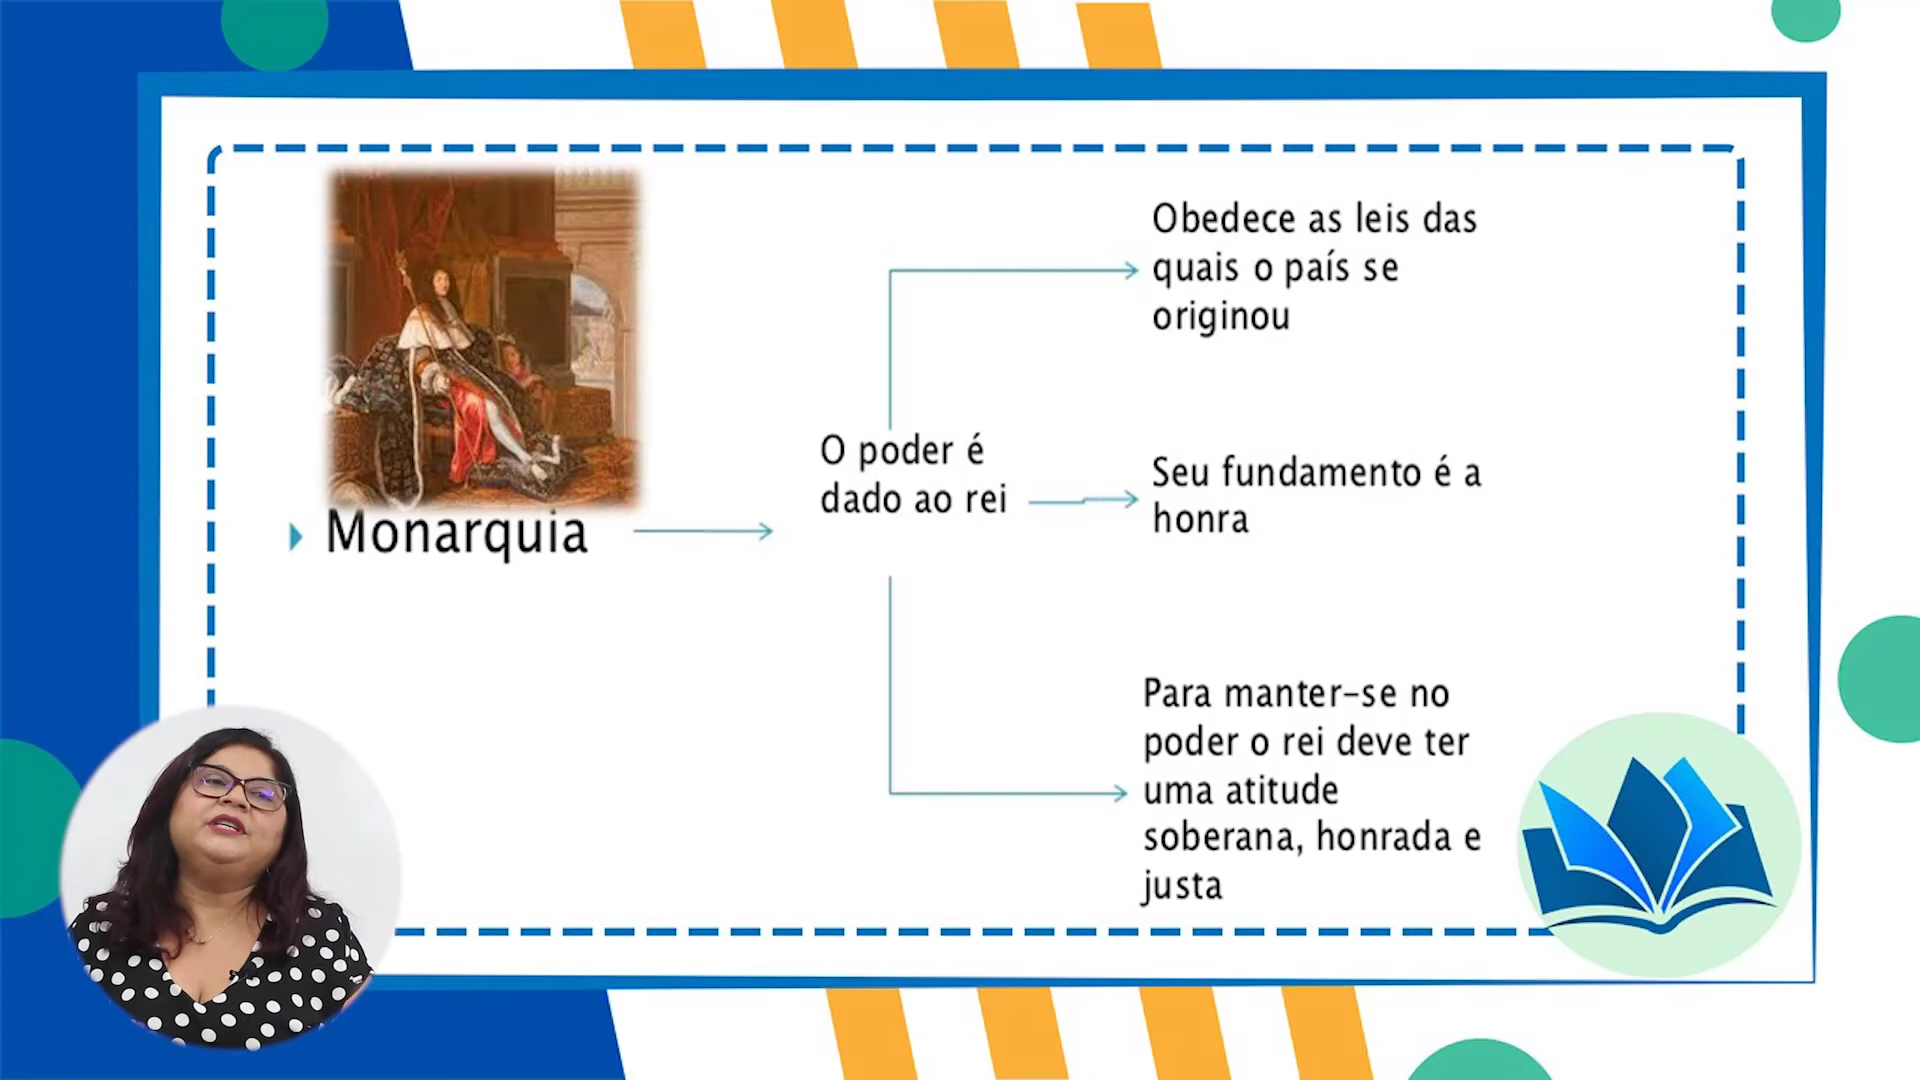 Monarquia
O poder é
dado ao rei
Obedece as leis das
quais o país se
originou
Seu fundamento é a
honra
Para manter-se no
poder o rei deve ter
uma atitude
soberana, honrada e
justa